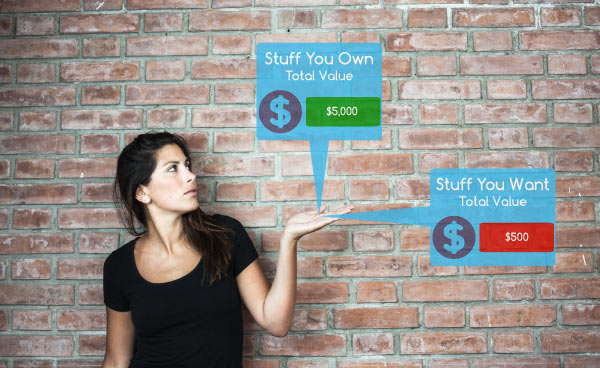 Stuff You Own
Total Value
$
$5,000
Stuff You Want
Total Value
$
$500